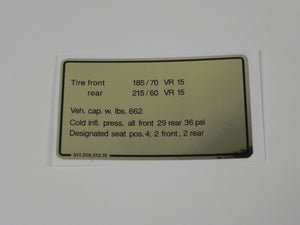 Tire front 185/70 VR 15
rear 215/60 VR 15
Veh. cap. w. lbs. 662
Cold infl. press. all front 29 rear 36 psi
Designated seat pos. 4; 2 front, 2 rear
911.006.512.15